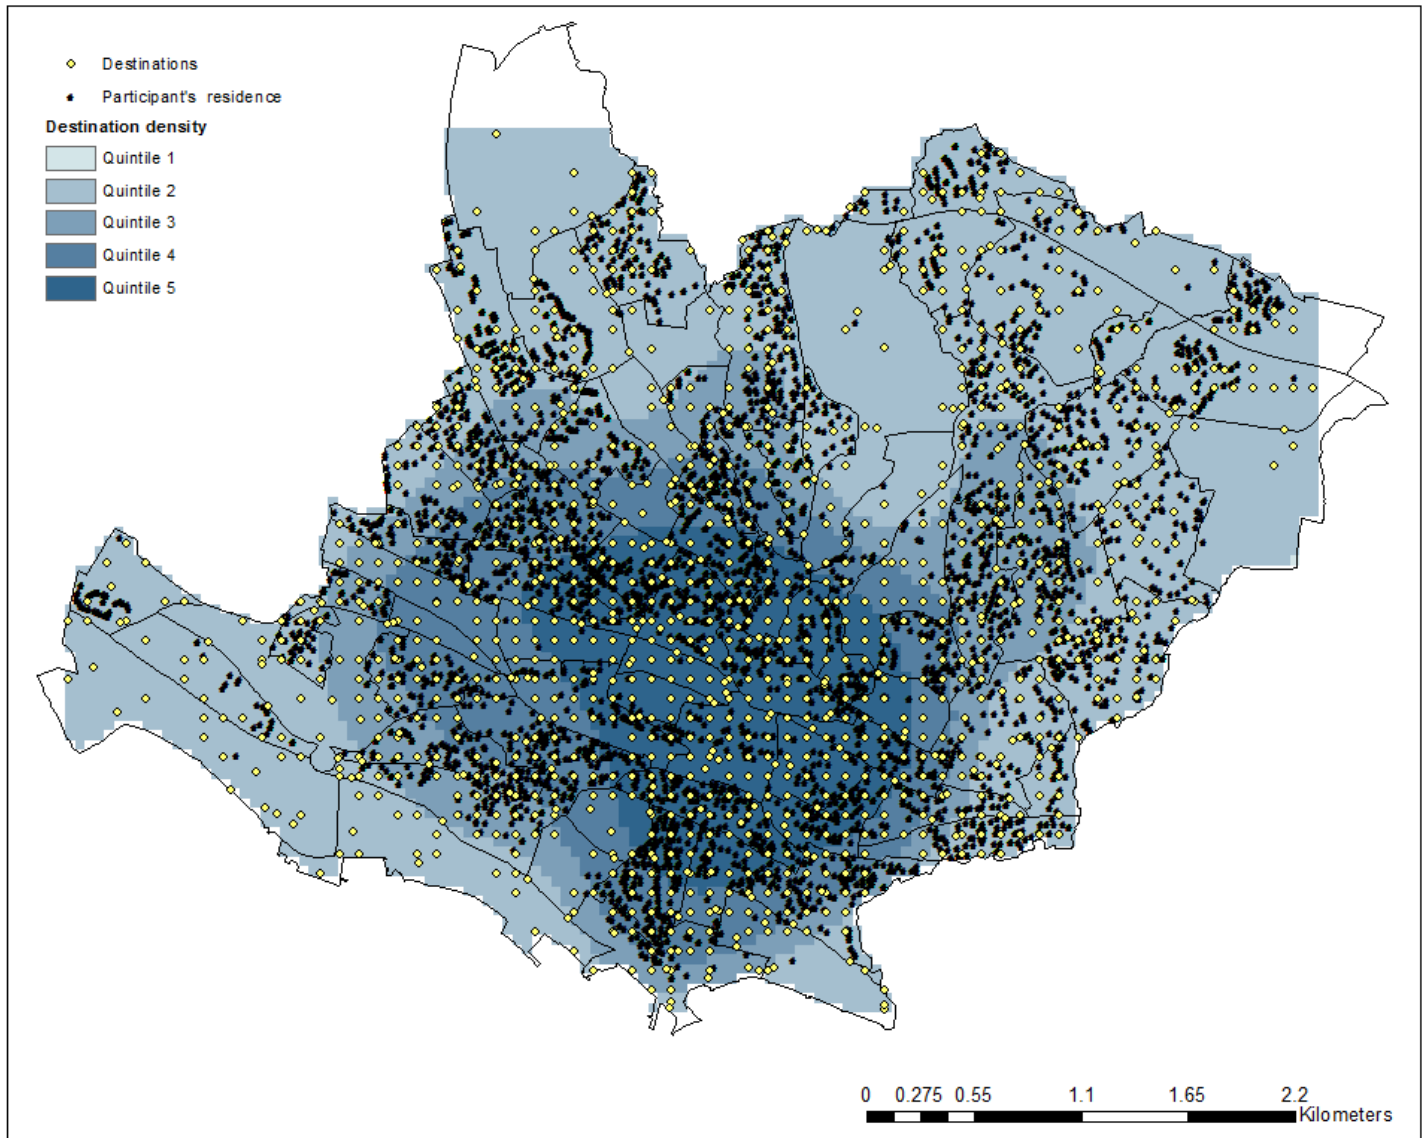 Destinations
Participant's residence
Destination density
Quintile 1
Quintile 2
Quintile 3
Quintile 4
Quintile 5
0 0.275 0.55 1.1 1.65 2.2
Kilometers